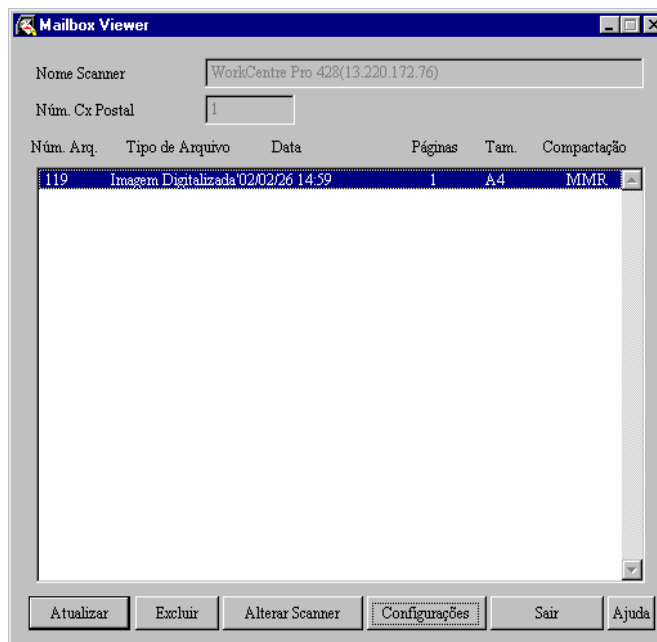 Mailbox Viewer
Nome Scanner WorkCentre Pro 428(13.220.172.76)
Núm. Cx Postal 1
Núm. Arq. Tipo de Arquivo Data Páginas Tam. Compactação
119 Imagem Digitalizada'02/02/26 14:59 1 A4 MMR
Atualizar Excluir Alterar Scanner Configurações Sair Ajuda